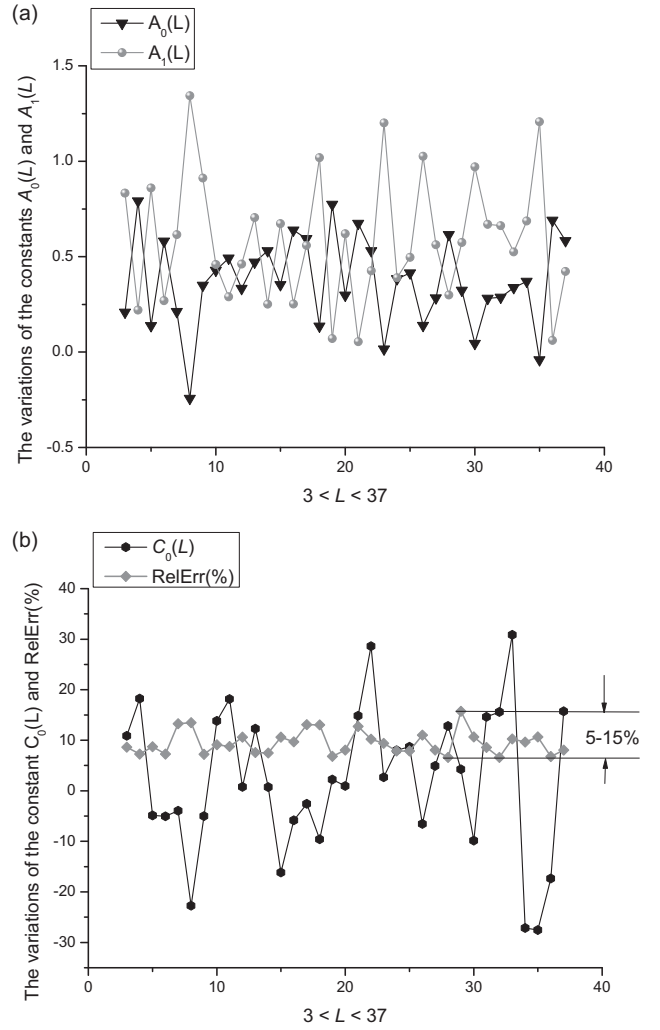 (a)
A₀(L)
A₁(L)
The variations of the constants A₀(L) and A₁(L)
1.5
1.0
0.5
0.0
-0.5
0 10 20 30 40
3 < L < 37
(b)
C₀(L)
RelErr(%)
The variations of the constant C₀(L) and RelErr(%)
40
30
20
10
0
-10
-20
-30
5-15%
0 10 20 30 40
3 < L < 37